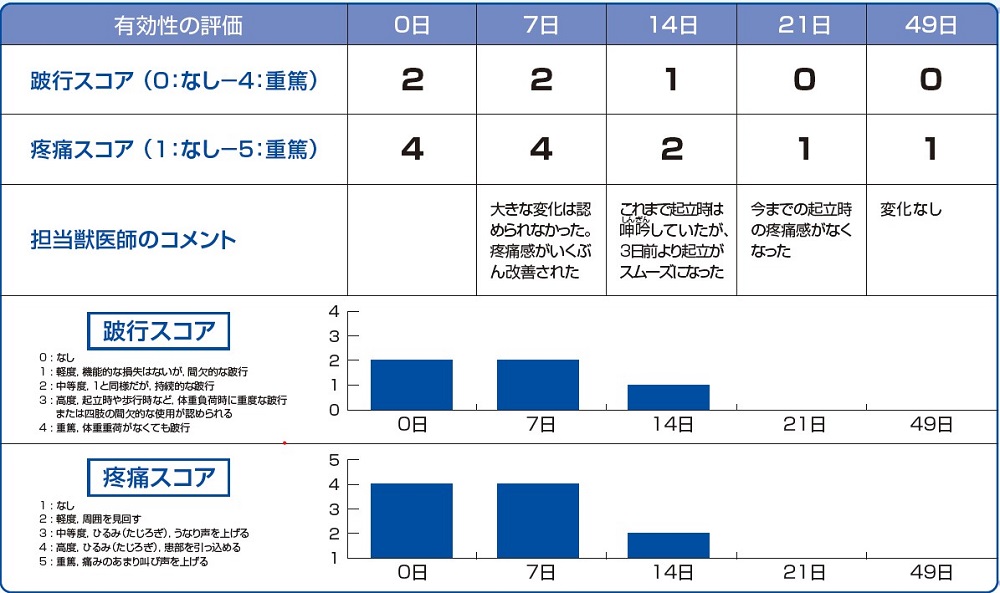 有効性の評価 0日 7日 14日 21日 49日
跛行スコア（0：なし－4：重篤） 2 2 1 0 0
疼痛スコア（1：なし－5：重篤） 4 4 2 1 1
担当獣医師のコメント
大きな変化は認
められなかった。
疼痛感がいくぶ
ん改善された
これまで起立時は
しんぎん
呻吟していたが、
3日前より起立が
スムーズになった
今までの起立時
の疼痛感がなく
なった
変化なし
跛行スコア
0：なし
1：軽度, 機能的な損失はないが, 間欠的な跛行
2：中等度, 1と同様だが, 持続的な跛行
3：高度, 起立時や歩行時など, 体重負荷時に重度な跛行
または四肢の間欠的な使用が認められる
4：重篤, 体重重荷がなくても跛行
4
3
2
1
0
0日 7日 14日 21日 49日
疼痛スコア
1：なし
2：軽度, 周囲を見回す
3：中等度, ひるみ（たじろぎ）, うなり声を上げる
4：高度, ひるみ（たじろぎ）, 患部を引っ込める
5：重篤, 痛みのあまり叫び声を上げる
5
4
3
2
1
0日 7日 14日 21日 49日